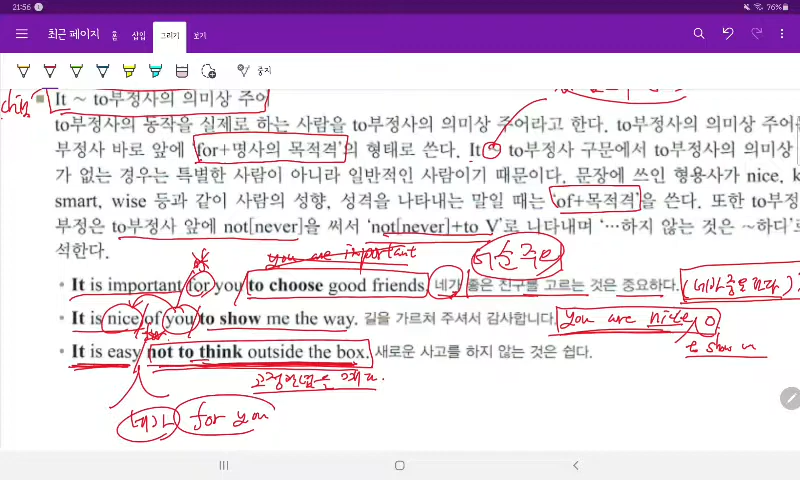 21:56
76%
최근 페이지 홈 삽입 그리기 보기
중지
It ~ to부정사의 의미상 주어
to부정사의 동작을 실제로 하는 사람을 to부정사의 의미상 주어라고 한다. to부정사의 의미상 주어는
부정사 바로 앞에 'for+명사의 목적격'의 형태로 쓴다. It to부정사 구문에서 to부정사의 의미상
가 없는 경우는 특별한 사람이 아니라 일반적인 사람이기 때문이다. 문장에 쓰인 형용사가 nice, k
smart, wise 등과 같이 사람의 성향, 성격을 나타내는 말일 때는 'of+목적격'을 쓴다. 또한 to부
부정은 to부정사 앞에 not[never]을 써서 'not[never]+to V'로 나타내며 '…하지 않는 것은 ~하다'로
석한다.
of you are important
• It is important for you to choose good friends. 네가 좋은 친구를 고르는 것은 중요하다. (네가 중요하다)
• It is nice of you to show me the way. 길을 가르쳐 주셔서 감사합니다. You are nice O
for to show
• It is easy not to think outside the box. 새로운 사고를 하지 않는 것은 쉽다.
네가 for you